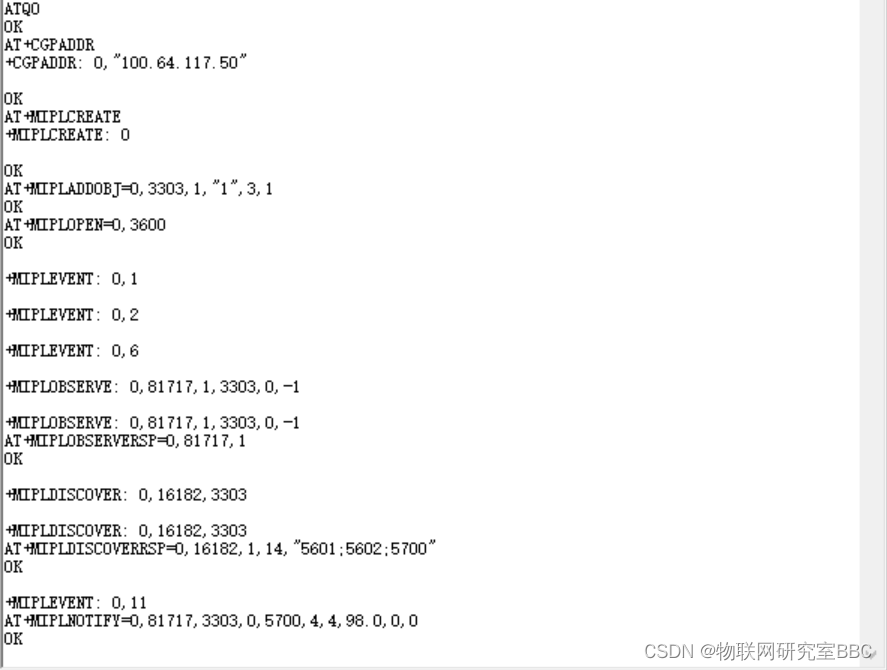 ATQ0
OK
AT+CGPADDR
+CGPADDR: 0,"100.64.117.50"
OK
AT+MIPLCREATE
+MIPLCREATE: 0
OK
AT+MIPLADDOBJ=0,3303,1,"1",3,1
OK
AT+MIPLOPEN=0,3600
OK
+MIPLEVENT: 0,1
+MIPLEVENT: 0,2
+MIPLEVENT: 0,6
+MIPLOBSERVE: 0,81717,1,3303,0,-1
+MIPLOBSERVE: 0,81717,1,3303,0,-1
AT+MIPLOBSERVERSP=0,81717,1
OK
+MIPLDISCOVER: 0,16182,3303
+MIPLDISCOVER: 0,16182,3303
AT+MIPLDISCOVERRSP=0,16182,1,14,"5601;5602;5700"
OK
+MIPLEVENT: 0,11
AT+MIPLNOTIFY=0,81717,3303,0,5700,4,4,98.0,0,0
OK
CSDN @物联网研究室BBC